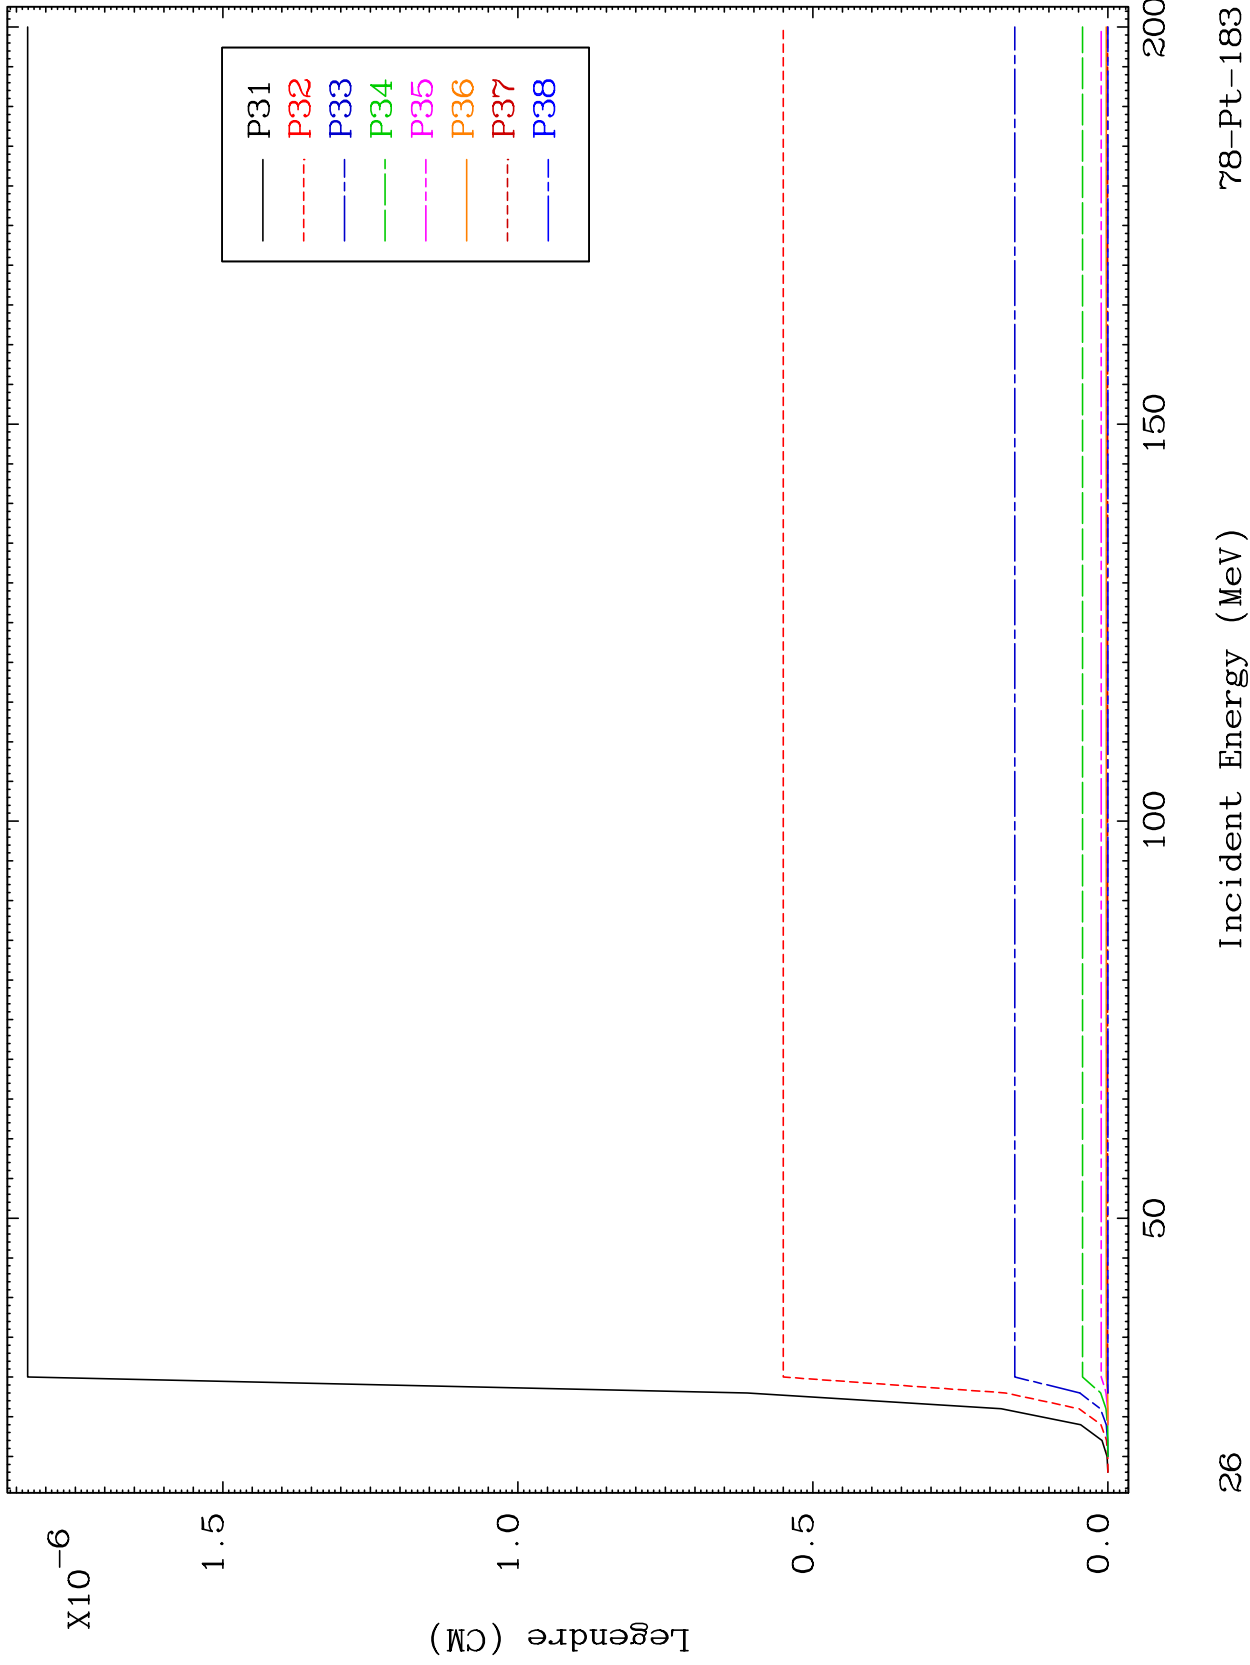 X10-6
Legendre (CM)
1.5
1.0
0.5
0.0
P31
P32
P33
P34
P35
P36
P37
P38
50
100
150
200
26
Incident Energy (MeV)
78-Pt-183